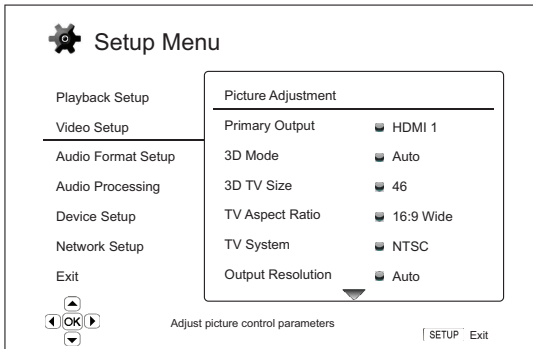 Setup Menu
Playback Setup
Video Setup
Audio Format Setup
Audio Processing
Device Setup
Network Setup
Exit
Picture Adjustment
Primary Output HDMI 1
3D Mode Auto
3D TV Size 46
TV Aspect Ratio 16:9 Wide
TV System NTSC
Output Resolution Auto
OK
Adjust picture control parameters
SETUP Exit